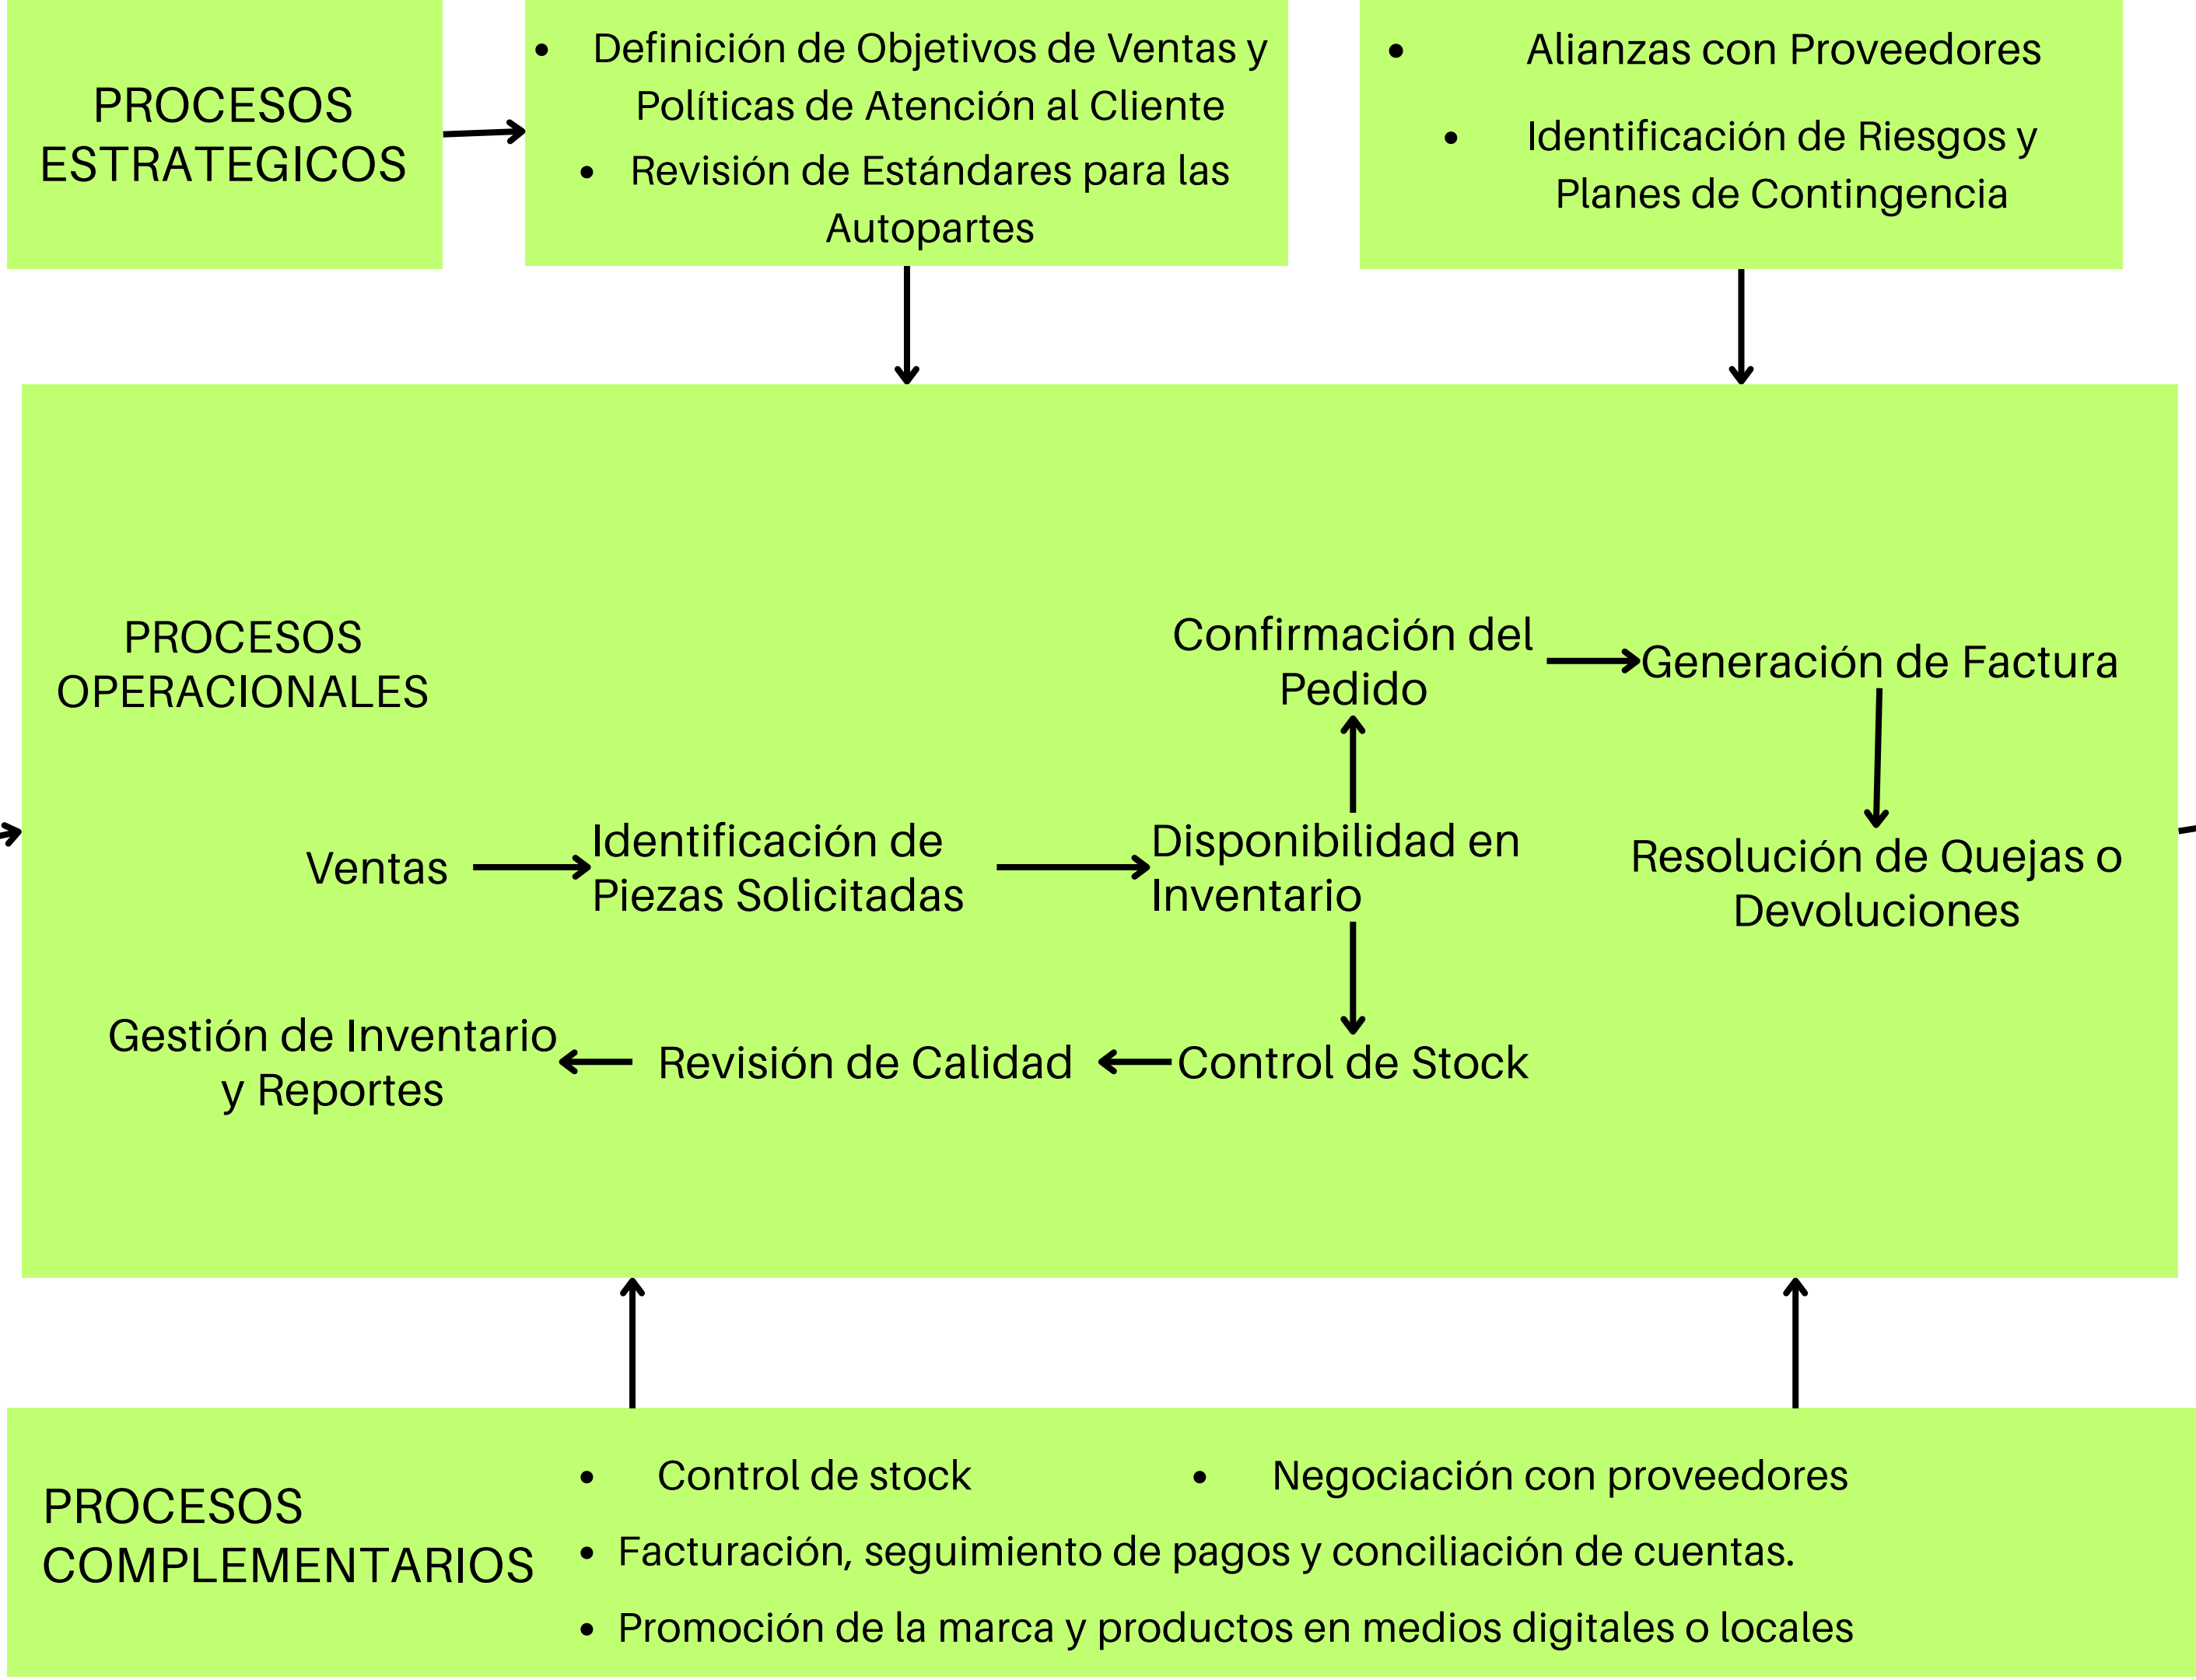 PROCESOS
ESTRATEGICOS
• Definición de Objetivos de Ventas y
Políticas de Atención al Cliente
• Revisión de Estándares para las
Autopartes
• Alianzas con Proveedores
• Identificación de Riesgos y
Planes de Contingencia
PROCESOS
OPERACIONALES
Confirmación del
Pedido
Generación de Factura
Ventas
Identificación de
Piezas Solicitadas
Disponibilidad en
Inventario
Resolución de Quejas o
Devoluciones
Gestión de Inventario
y Reportes
Revisión de Calidad
Control de Stock
PROCESOS
COMPLEMENTARIOS
• Control de stock
• Negociación con proveedores
• Facturación, seguimiento de pagos y conciliación de cuentas.
• Promoción de la marca y productos en medios digitales o locales